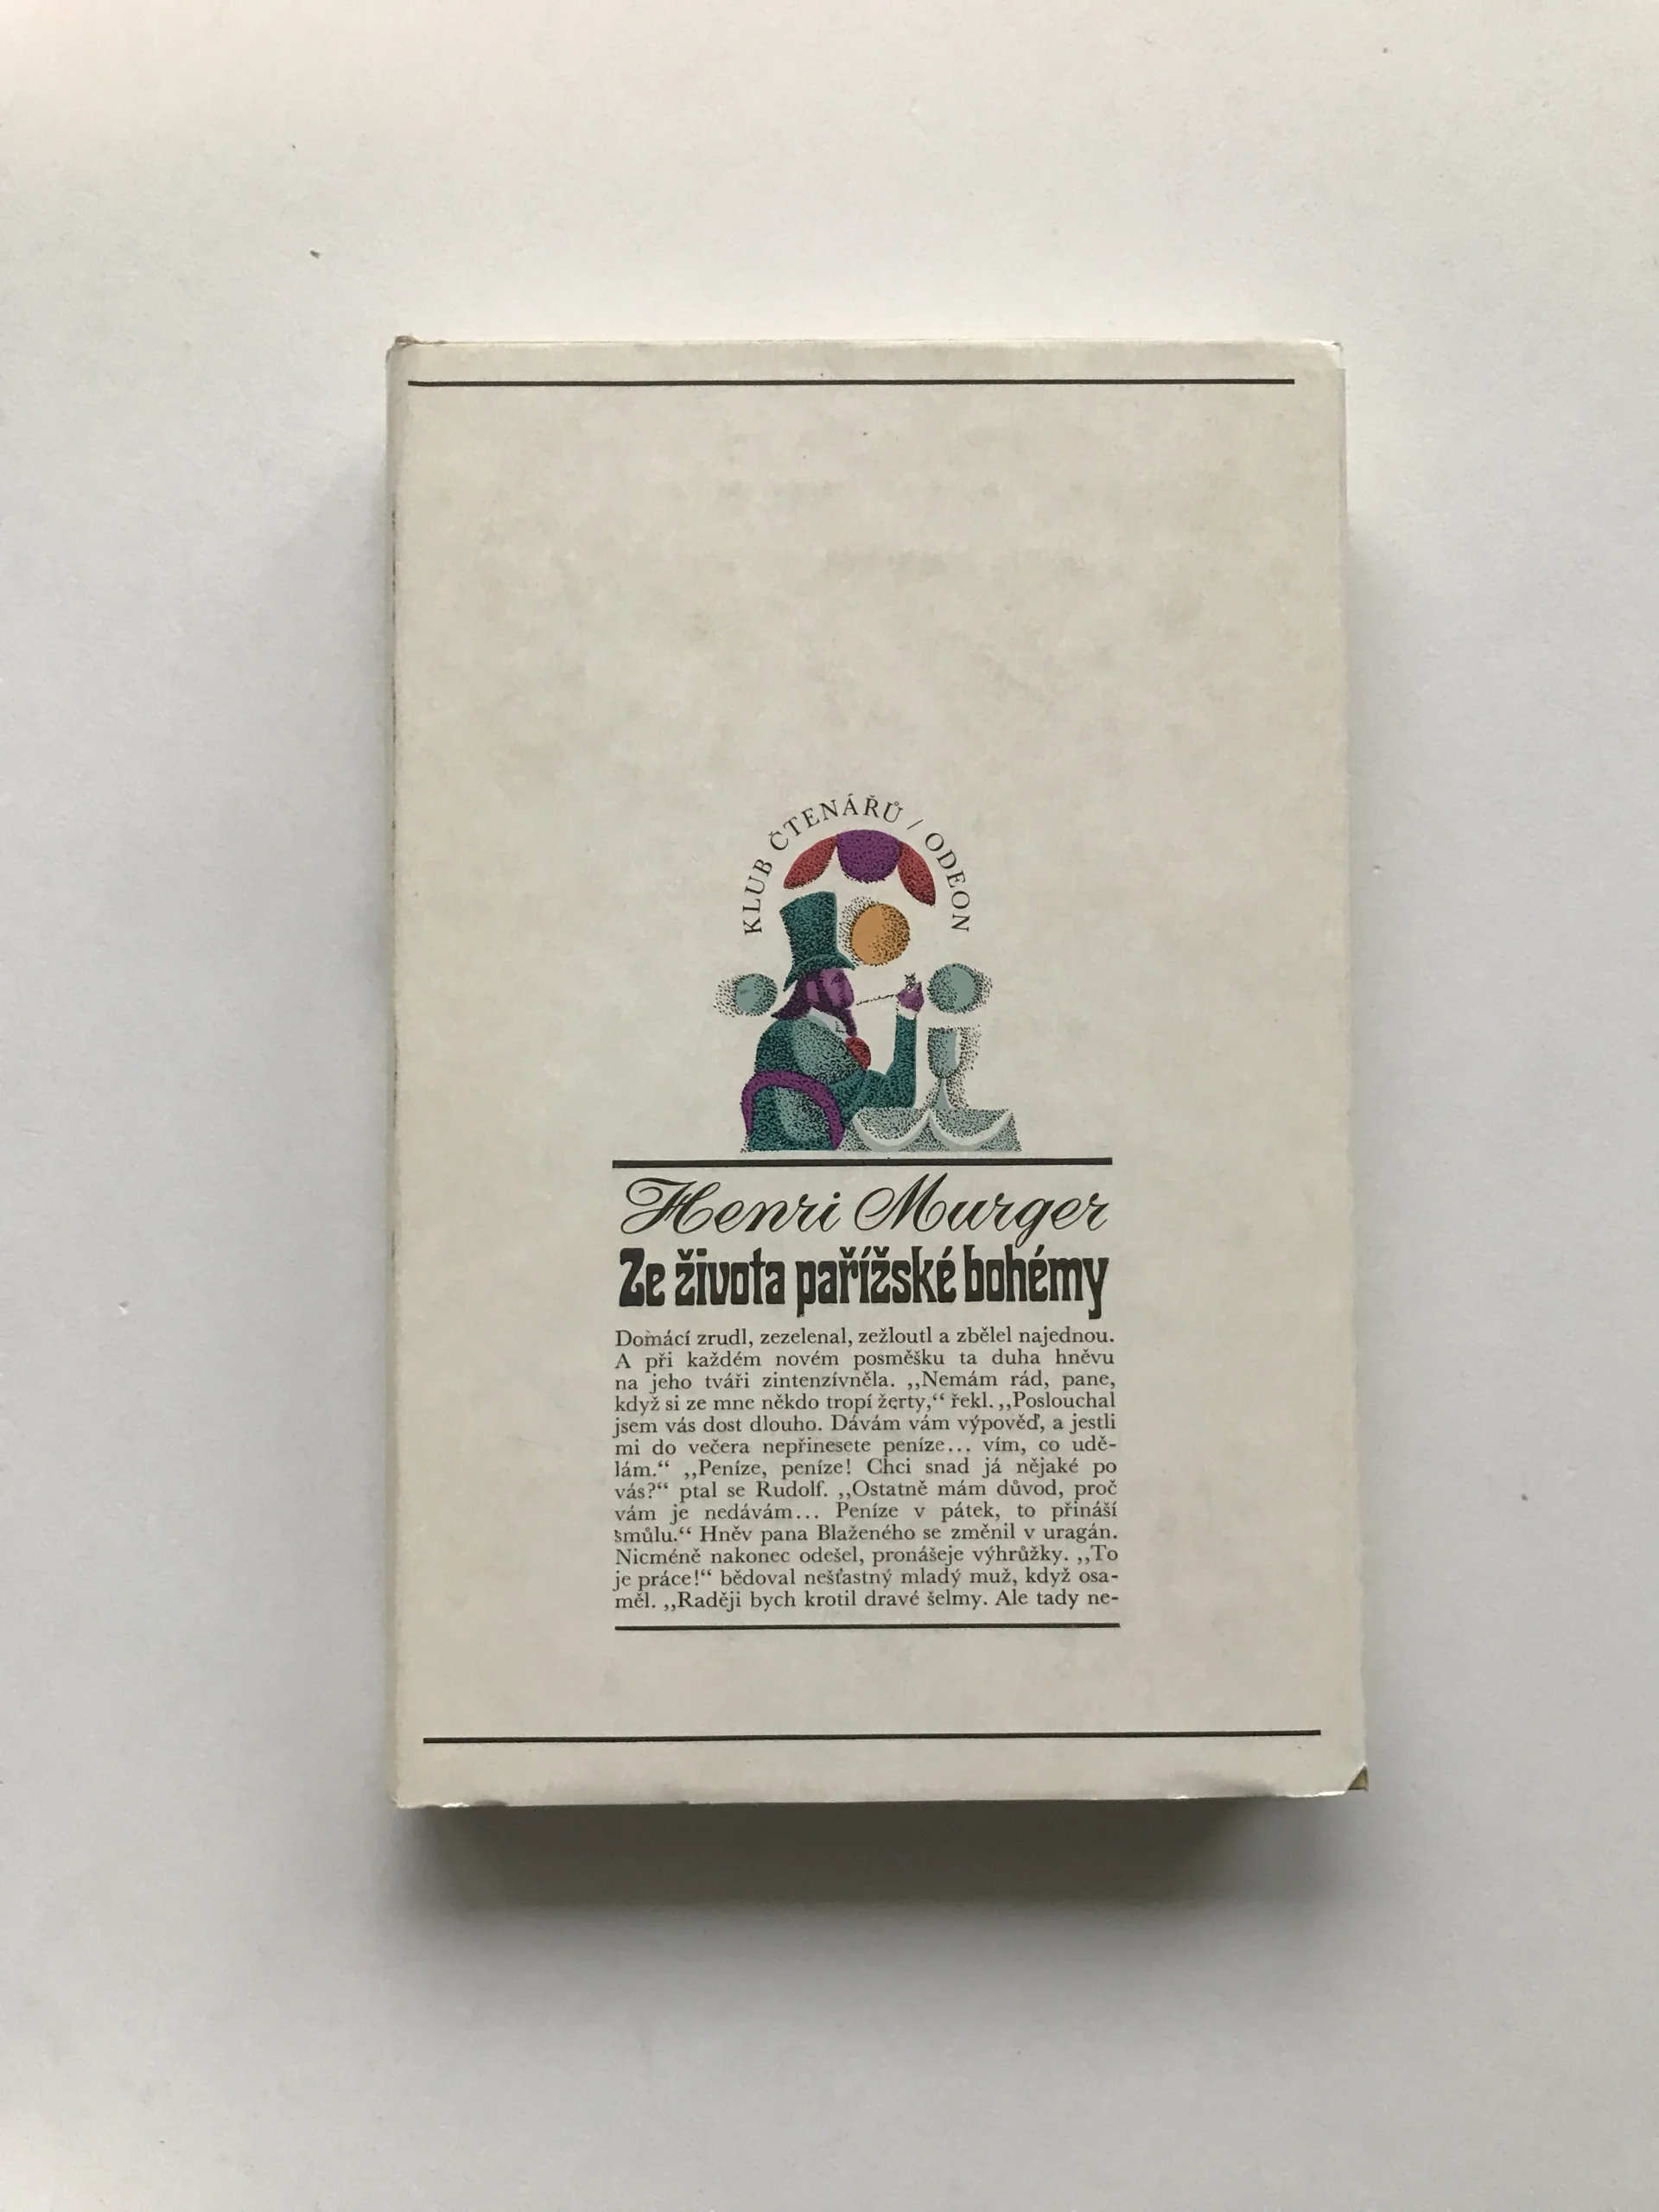 KLUB ČTENÁŘŮ / ODEON
Henri Murger
Ze života pařížské bohémy
Domácí zrudl, zezelenal, zežloutl a zbělel najednou.
A při každém novém posměšku ta duha hněvu
na jeho tváři zintenzívněla. „Nemám rád, pane,
když si ze mne někdo tropí žerty,“ řekl. „Poslouchal
jsem vás dost dlouho. Dávám vám výpověď, a jestli
mi do večera nepřinesete peníze... vím, co udě-
lám.“ „Peníze, peníze! Chci snad já nějaké po
vás?“ ptal se Rudolf. „Ostatně mám důvod, proč
vám je nedávám... Peníze v pátek, to přináší
smůlu.“ Hněv pana Blaženého se změnil v uragán.
Nicméně nakonec odešel, pronášeje výhrůžky. „To
je práce!“ bědoval nešťastný mladý muž, když osa-
měl. „Raději bych krotil dravé šelmy. Ale tady ne-